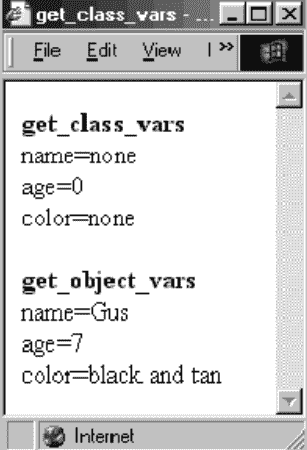 get_class_vars - ...
File Edit View I »
get_class_vars
name=none
age=0
color=none
get_object_vars
name=Gus
age=7
color=black and tan
Internet